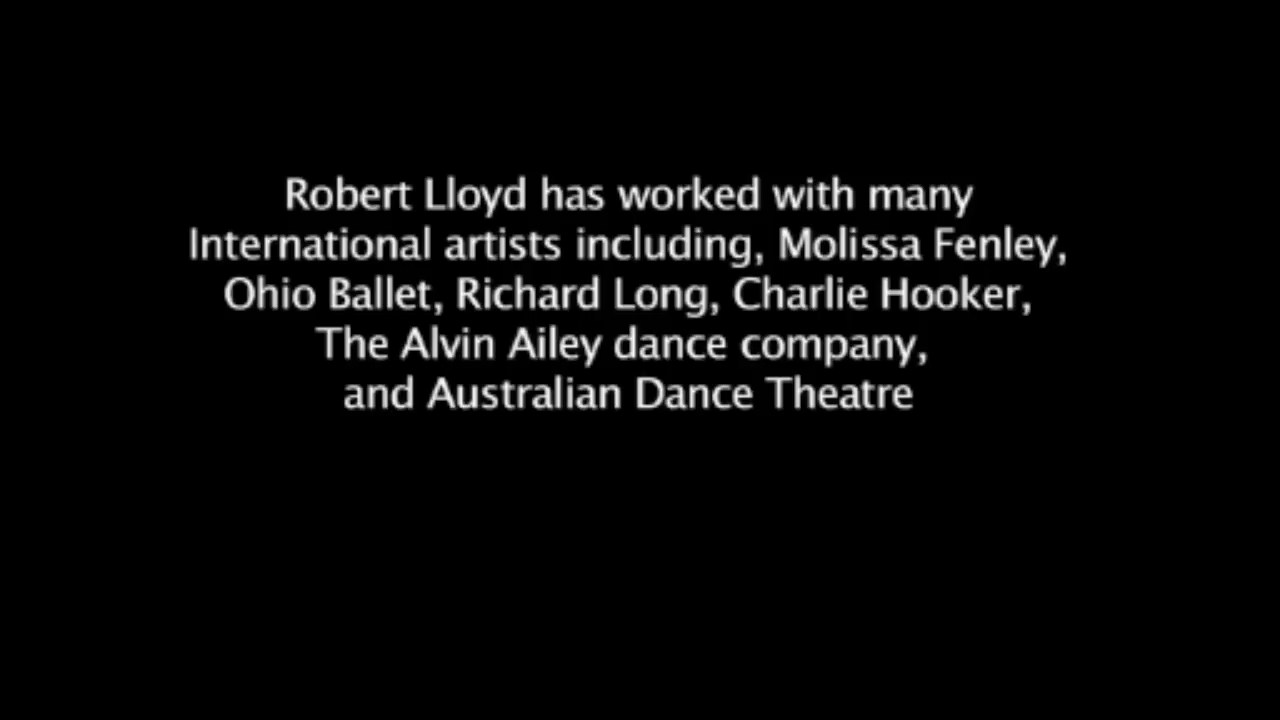 Robert Lloyd has worked with many
International artists including, Molissa Fenley,
Ohio Ballet, Richard Long, Charlie Hooker,
The Alvin Ailey dance company,
and Australian Dance Theatre